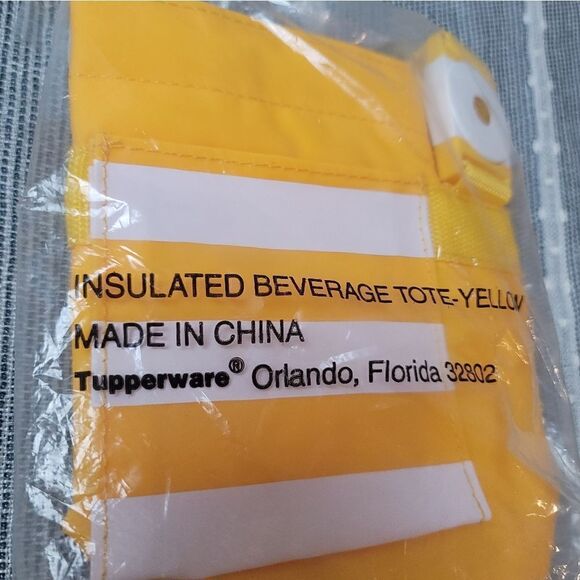 INSULATED BEVERAGE TOTE-YELLOW
MADE IN CHINA
Tupperware® Orlando, Florida 32802